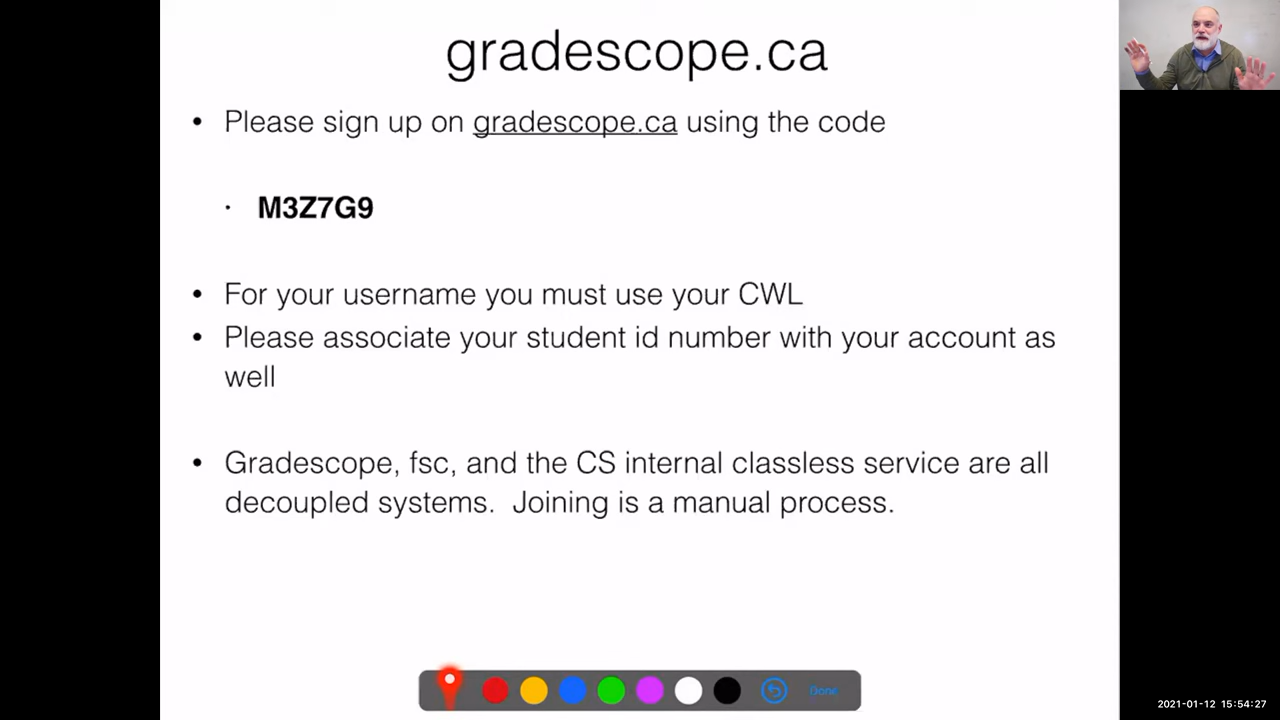 gradescope.ca
• Please sign up on gradescope.ca using the code
• M3Z7G9
• For your username you must use your CWL
• Please associate your student id number with your account as
well
• Gradescope, fsc, and the CS internal classless service are all
decoupled systems.  Joining is a manual process.
Done
2021-01-12 15:54:27